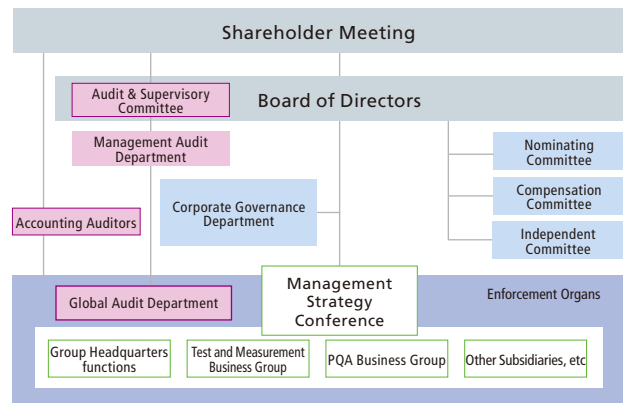 Shareholder Meeting
Audit & Supervisory
Committee
Board of Directors
Management Audit
Department
Nominating
Committee
Corporate Governance
Department
Compensation
Committee
Accounting Auditors
Independent
Committee
Management
Strategy
Conference
Enforcement Organs
Global Audit Department
Group Headquarters
functions
Test and Measurement
Business Group
PQA Business Group
Other Subsidiaries, etc